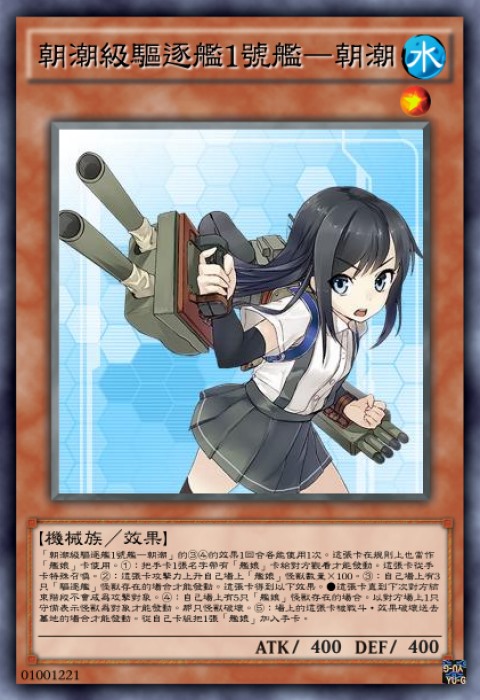 朝潮級驅逐艦1號艦─朝潮
水
[機械族／效果]
「朝潮級驅逐艦1號艦─朝潮」的③④的效果1回合各能使用1次。這張卡在規則上也當作
「艦娘」卡使用。①：把手卡1張名字帶有「艦娘」卡給對方觀看才能發動。這張卡從手
卡特殊召喚。②：這張卡攻擊力上升自己場上「艦娘」怪獸數量×100。③：自己場上有3
只「驅逐艦」怪獸存在的場合才能發動。這張卡得到以下效果。●這張卡直到下次對方結
束階段不會成為攻擊對象。④：自己場上有5只「艦娘」怪獸存在的場合，以對方場上1只
守備表示怪獸為對象才能發動。那只怪獸破壞。⑤：場上的這張卡被戰鬥·效果破壞送去
墓地的場合才能發動。從自己卡組把1張「艦娘」加入手卡。
ATK/ 400 DEF/ 400
01001221